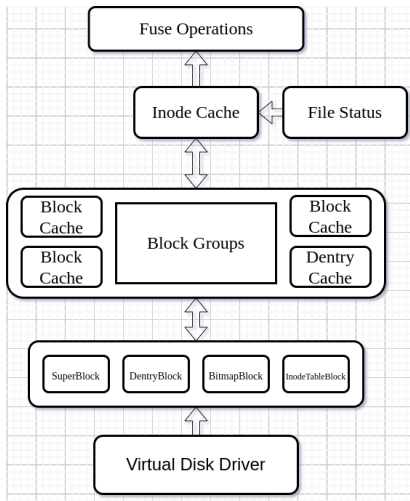 Fuse Operations
Inode Cache
File Status
Block
Cache
Block
Cache
Block Groups
Block
Cache
Dentry
Cache
SuperBlock
DentryBlock
BitmapBlock
InodeTableBlock
Virtual Disk Driver